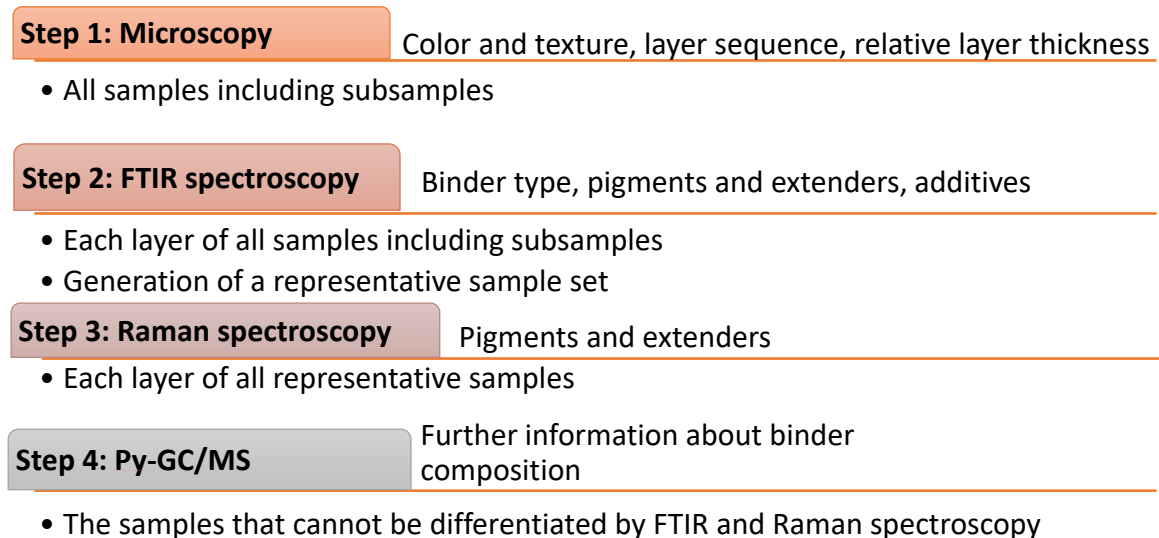 Step 1: Microscopy
Color and texture, layer sequence, relative layer thickness
• All samples including subsamples
Step 2: FTIR spectroscopy
Binder type, pigments and extenders, additives
• Each layer of all samples including subsamples
• Generation of a representative sample set
Step 3: Raman spectroscopy
Pigments and extenders
• Each layer of all representative samples
Step 4: Py-GC/MS
Further information about binder
composition
• The samples that cannot be differentiated by FTIR and Raman spectroscopy